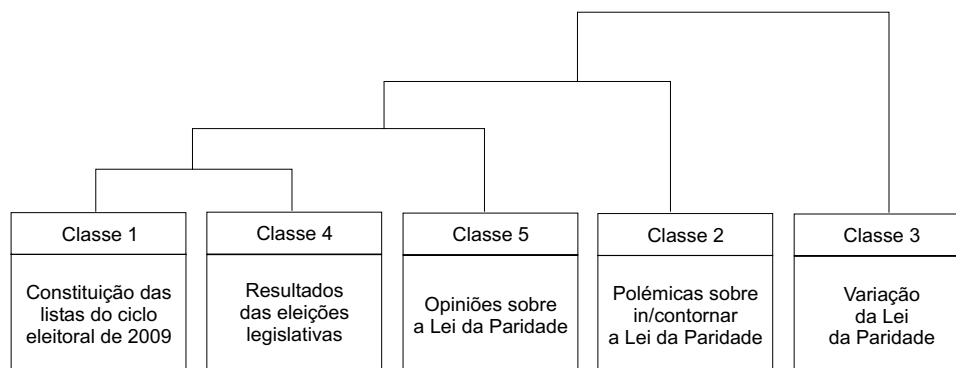 Classe 1
Constituição das
listas do ciclo
eleitoral de 2009
Classe 4
Resultados
das eleições
legislativas
Classe 5
Opiniões sobre
a Lei da Paridade
Classe 2
Polémicas sobre
in/contornar
a Lei da Paridade
Classe 3
Variação
da Lei
da Paridade